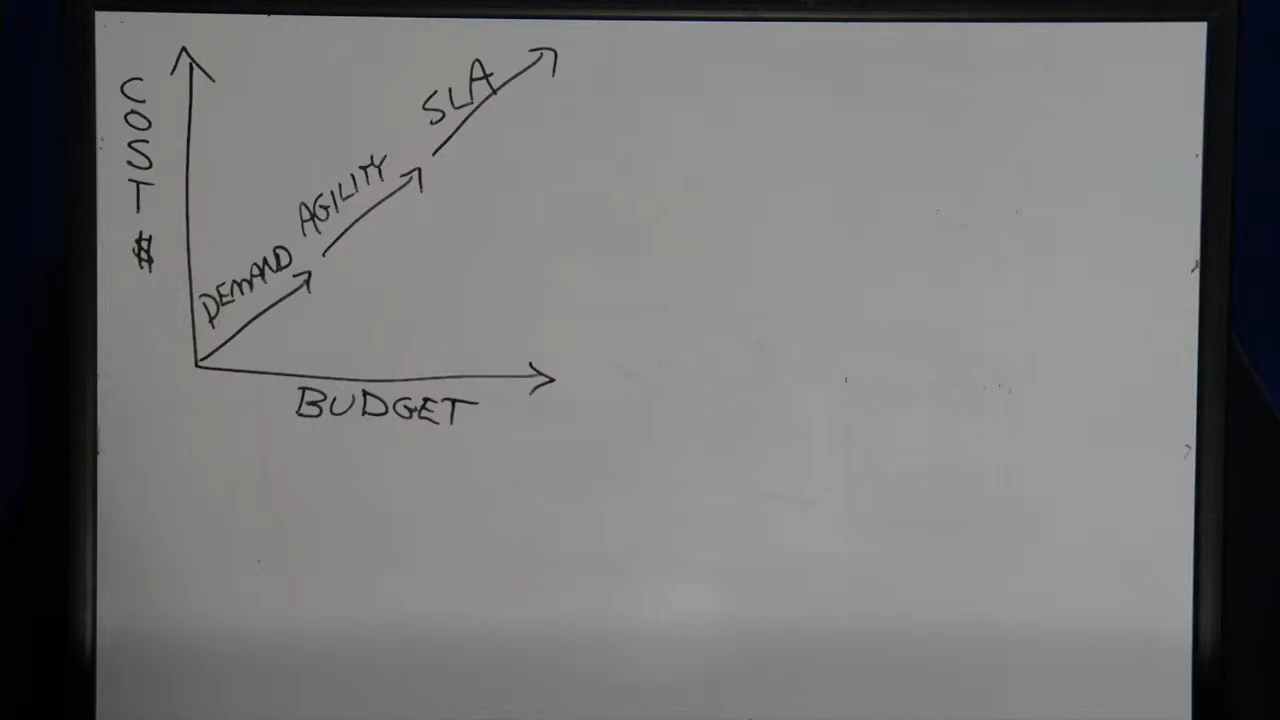 COST $
SLA
AGILITY
DEMAND
BUDGET